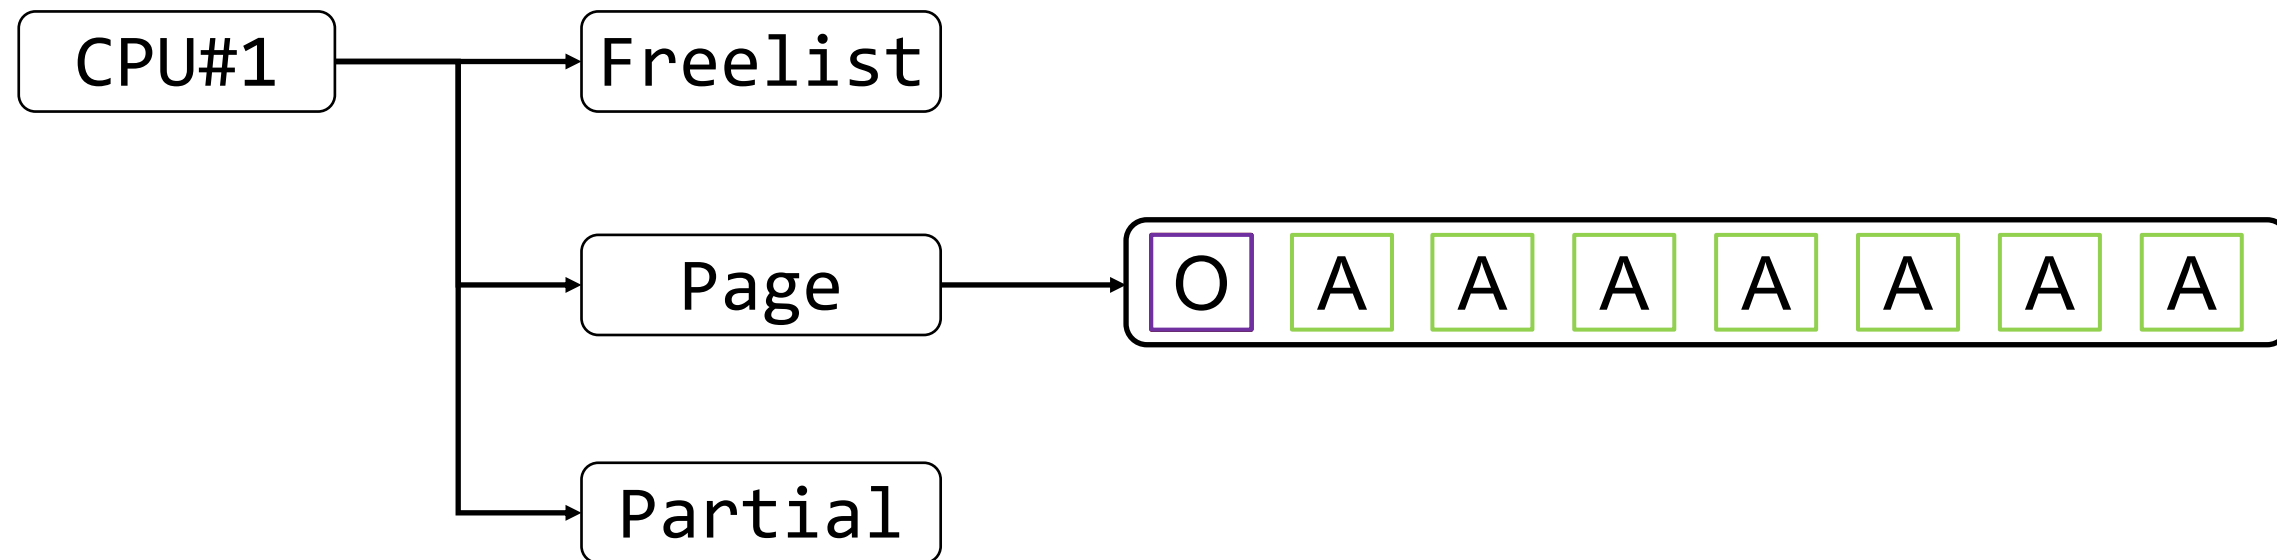 CPU#1
Freelist
Page
O A A A A A A A
Partial